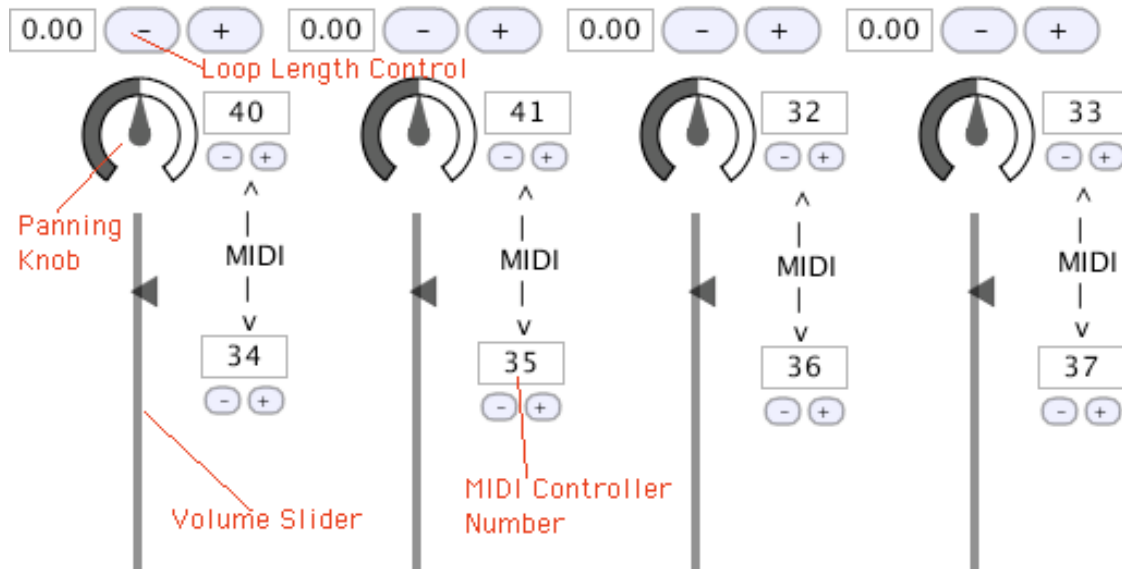 0.00 - + 0.00 - + 0.00 - + 0.00 - +
Loop Length Control
40 41 32 33
- + - + - + - +
^ ^ ^ ^
Panning
Knob
MIDI MIDI MIDI MIDI
v v v v
34 35 36 37
- + - + - + - +
MIDI Controller
Number
Volume Slider